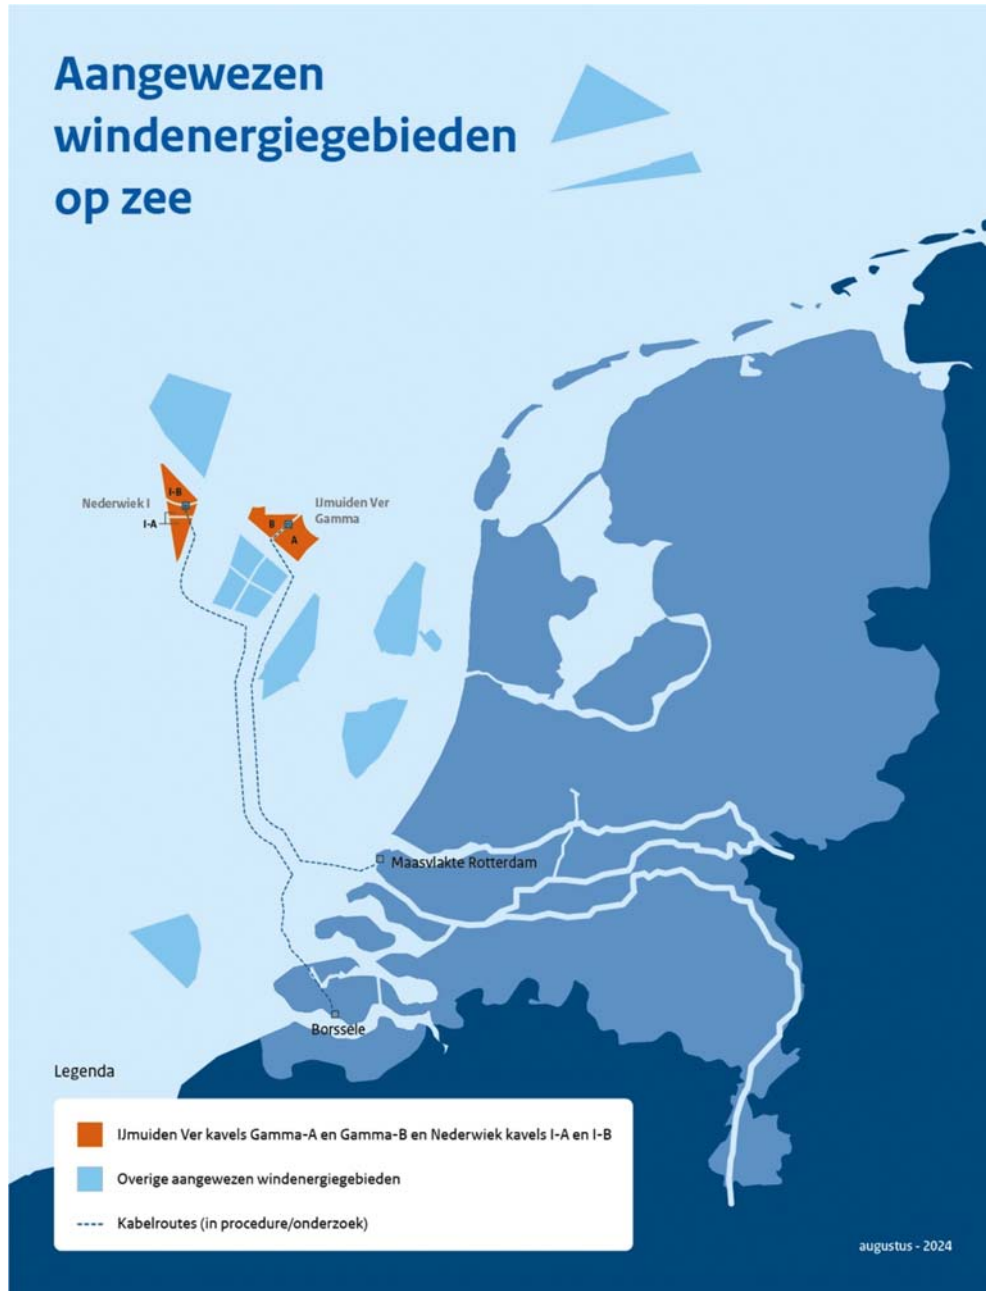 Aangewezen
windenergiegebieden
op zee
I-B
Nederwiek I
I-A
IJmuiden Ver
Gamma
B
A
Maasvlakte Rotterdam
Borssele
Legenda
IJmuiden Ver kavels Gamma-A en Gamma-B en Nederwiek kavels I-A en I-B
Overige aangewezen windenergiegebieden
Kabelroutes (in procedure/onderzoek)
augustus - 2024